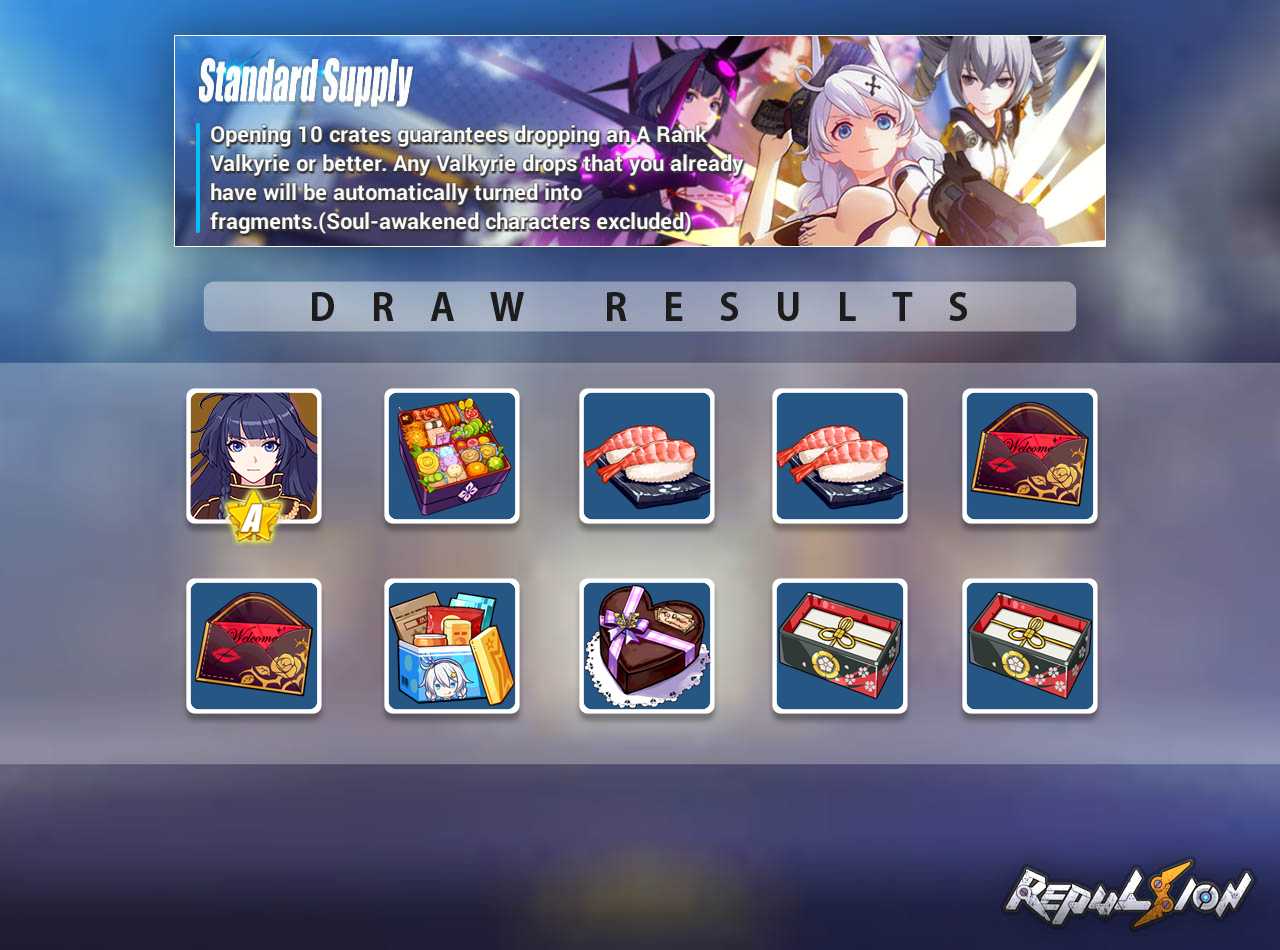 Standard Supply
Opening 10 crates guarantees dropping an A Rank
Valkyrie or better. Any Valkyrie drops that you already
have will be automatically turned into
fragments.(Soul-awakened characters excluded)
DRAW RESULTS
A
Welcome
Welcome
REPULSION